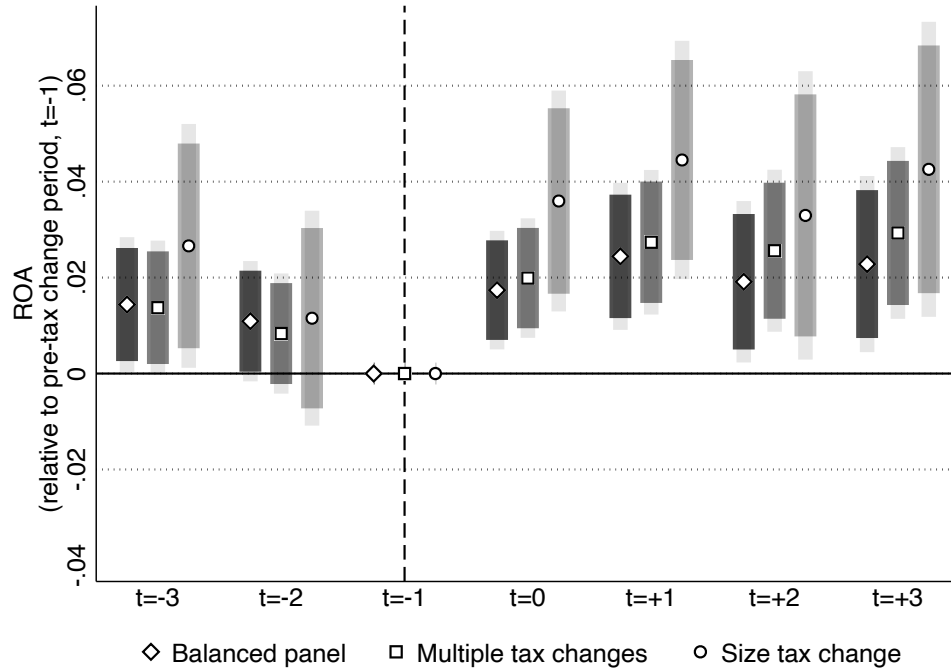 ROA
(relative to pre-tax change period, t=-1)
.06
.04
.02
0
-.02
-.04
t=-3 t=-2 t=-1 t=0 t=+1 t=+2 t=+3
Balanced panel Multiple tax changes Size tax change